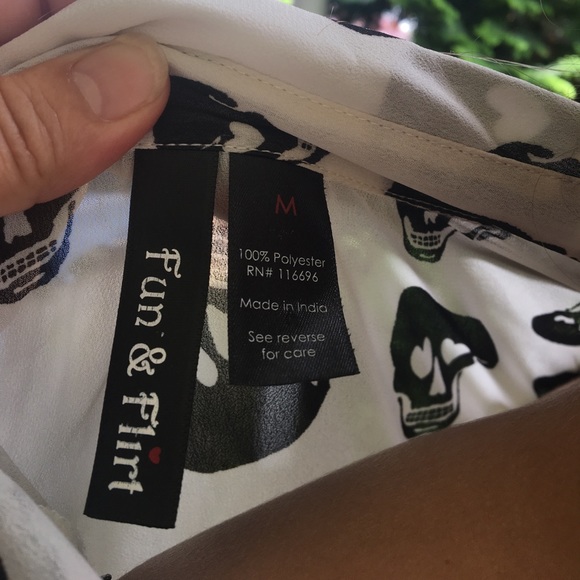 Fun & Flirt
M
100% Polyester
RN# 116696
Made in India
See reverse
for care